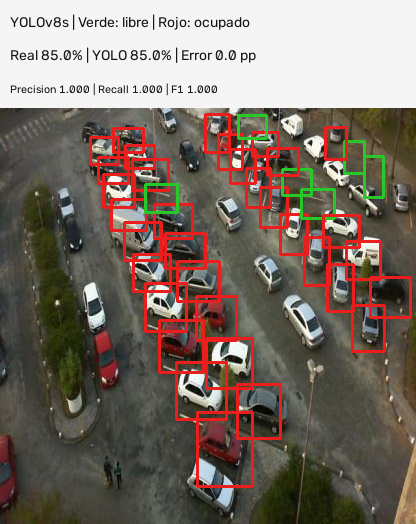 YOLOv8s | Verde: libre | Rojo: ocupado
Real 85.0% | YOLO 85.0% | Error 0.0 pp
Precision 1.000 | Recall 1.000 | F1 1.000